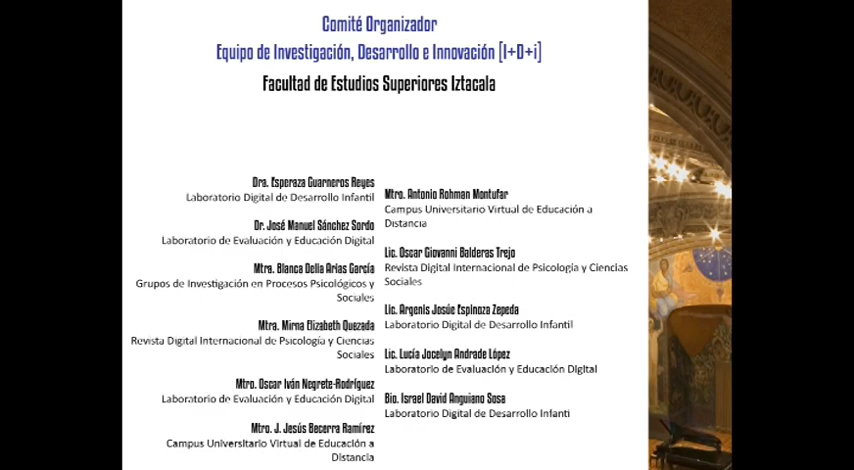 Comité Organizador
Equipo de Investigación, Desarrollo e Innovación [I+D+i]
Facultad de Estudios Superiores Iztacala
Dra. Esperaza Guarneros Reyes
Laboratorio Digital de Desarrollo Infantil
Dr. José Manuel Sánchez Sordo
Laboratorio de Evaluación y Educación Digital
Mtra. Blanca Delia Arias García
Grupos de Investigación en Procesos Psicológicos y
Sociales
Mtra. Mirna Elizabeth Quezada
Revista Digital Internacional de Psicología y Ciencias
Sociales
Mtro. Oscar Iván Negrete-Rodríguez
Laboratorio de Evaluación y Educación Digital
Mtro. J. Jesús Becerra Ramírez
Campus Universitario Virtual de Educación a
Distancia
Mtro. Antonio Rohman Montufar
Campus Universitario Virtual de Educación a
Distancia
Lic. Oscar Giovanni Balderas Trejo
Revista Digital Internacional de Psicología y Ciencias
Sociales
Lic. Argenis Josúe Espinoza Zepeda
Laboratorio Digital de Desarrollo Infantil
Lic. Lucía Jocelyn Andrade López
Laboratorio de Evaluación y Educación Digital
Bio. Israel David Anguiano Sosa
Laboratorio Digital de Desarrollo Infanti